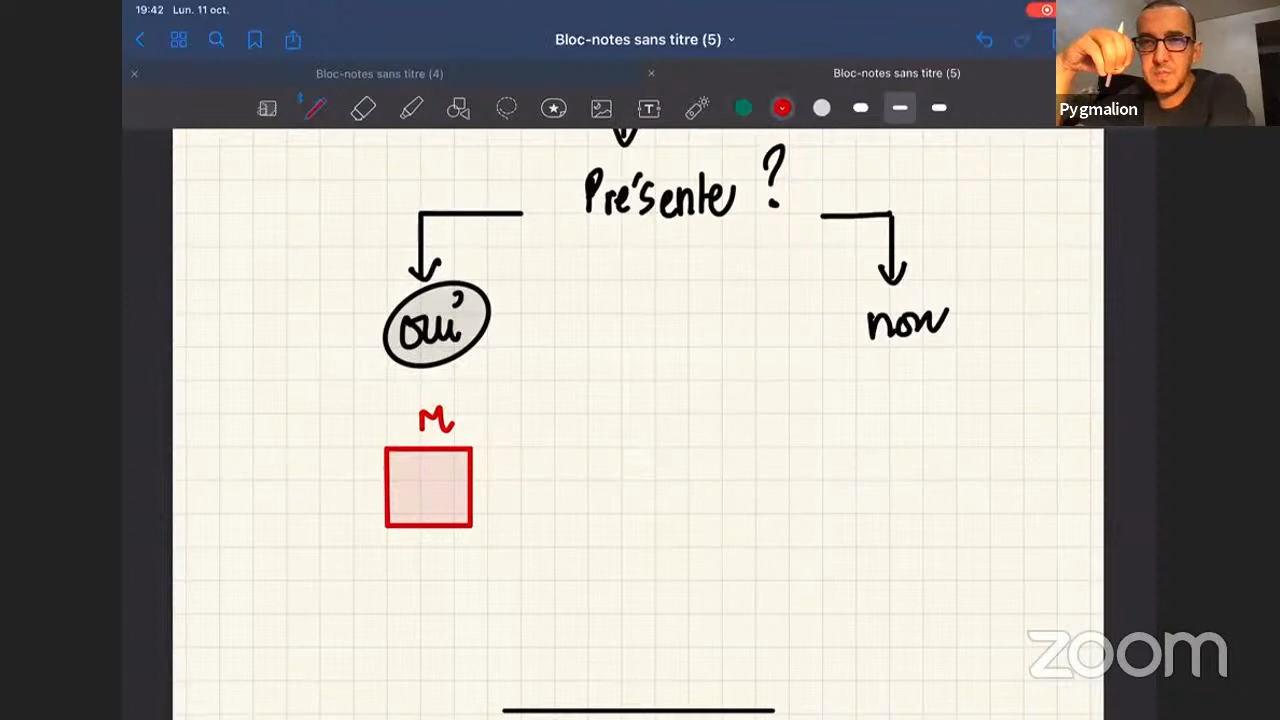 19:42 Lun. 11 oct.
Bloc-notes sans titre (5)
Bloc-notes sans titre (4)
Bloc-notes sans titre (5)
Pygmalion
Présente ?
oui
non
M
zoom